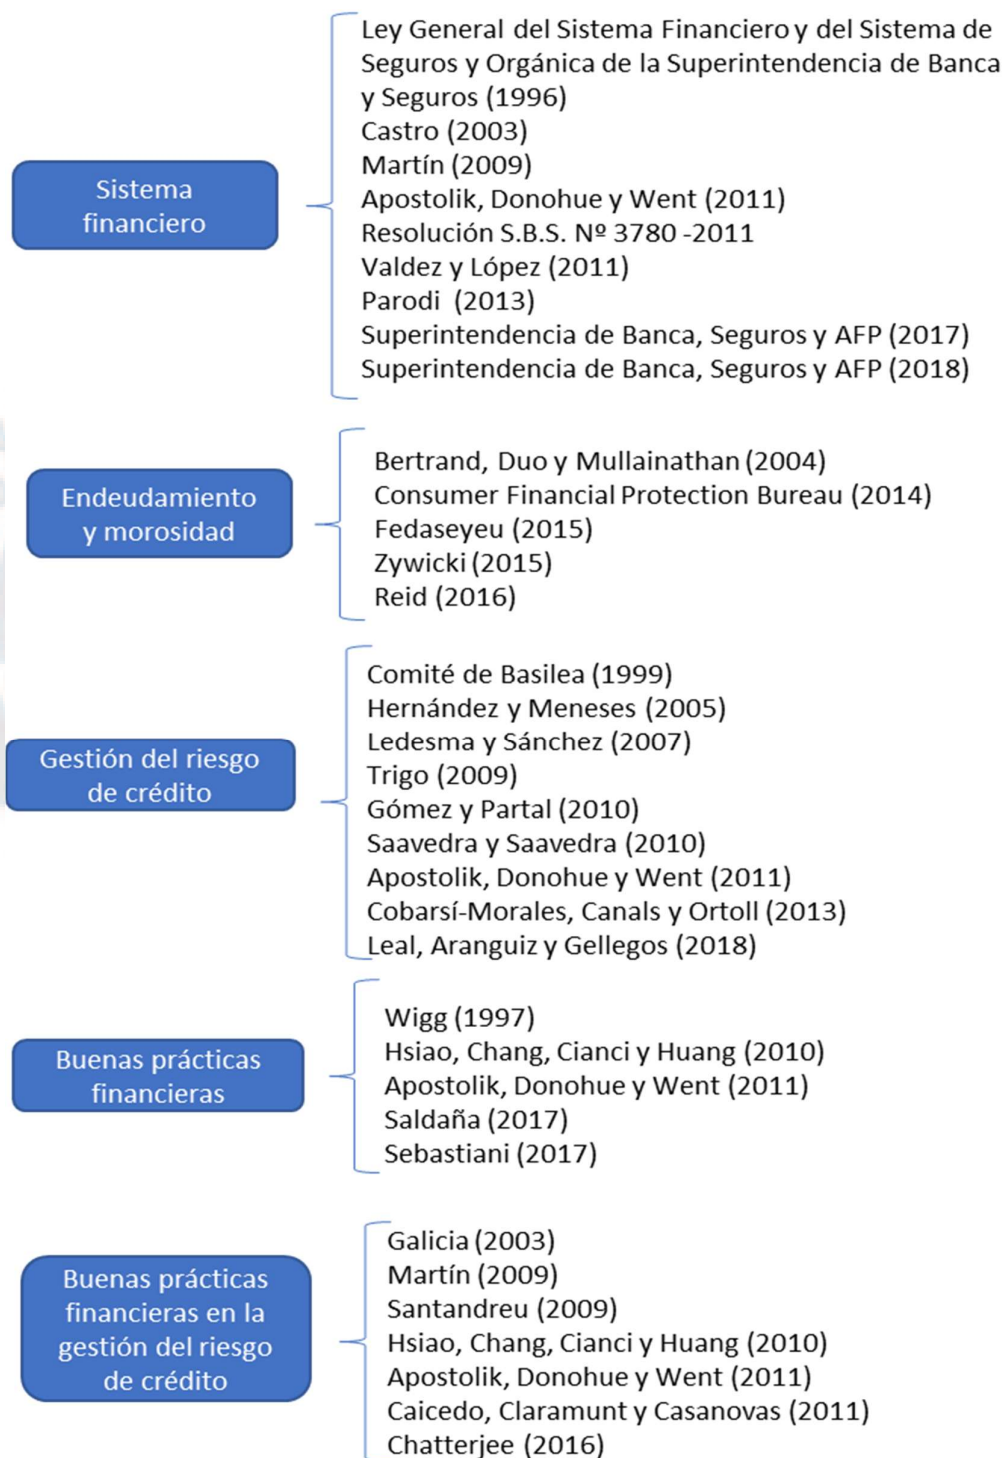 Sistema
financiero
Ley General del Sistema Financiero y del Sistema de
Seguros y Orgánica de la Superintendencia de Banca
y Seguros (1996)
Castro (2003)
Martín (2009)
Apostolik, Donohue y Went (2011)
Resolución S.B.S. Nº 3780 -2011
Valdez y López (2011)
Parodi (2013)
Superintendencia de Banca, Seguros y AFP (2017)
Superintendencia de Banca, Seguros y AFP (2018)
Endeudamiento
y morosidad
Bertrand, Duo y Mullainathan (2004)
Consumer Financial Protection Bureau (2014)
Fedaseyeu (2015)
Zywicki (2015)
Reid (2016)
Gestión del riesgo
de crédito
Comité de Basilea (1999)
Hernández y Meneses (2005)
Ledesma y Sánchez (2007)
Trigo (2009)
Gómez y Partal (2010)
Saavedra y Saavedra (2010)
Apostolik, Donohue y Went (2011)
Cobarsí-Morales, Canals y Ortoll (2013)
Leal, Aranguiz y Gellegos (2018)
Buenas prácticas
financieras
Wigg (1997)
Hsiao, Chang, Cianci y Huang (2010)
Apostolik, Donohue y Went (2011)
Saldaña (2017)
Sebastiani (2017)
Buenas prácticas
financieras en la
gestión del riesgo
de crédito
Galicia (2003)
Martín (2009)
Santandreu (2009)
Hsiao, Chang, Cianci y Huang (2010)
Apostolik, Donohue y Went (2011)
Caicedo, Claramunt y Casanovas (2011)
Chatterjee (2016)